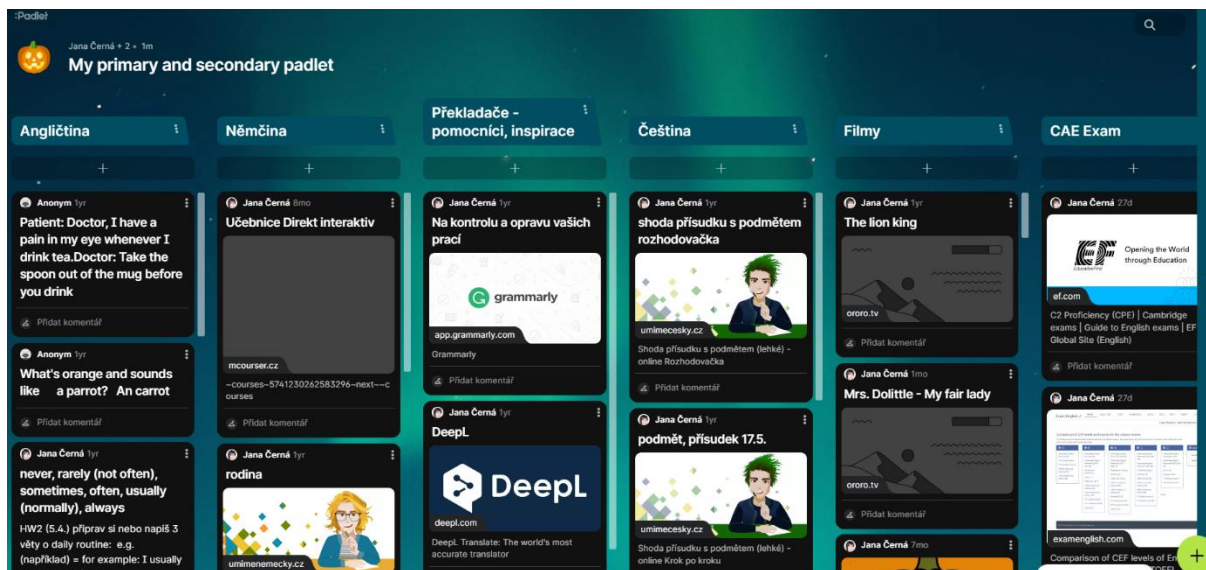 :Padlet
Jana Černá + 2 • 1m
My primary and secondary padlet
Angličtina
Anonym 1yr
Patient: Doctor, I have a
pain in my eye whenever I
drink tea.Doctor: Take the
spoon out of the mug before
you drink
Přidat komentář
Anonym 1yr
What's orange and sounds
like a parrot? An carrot
Přidat komentář
Jana Černá 1yr
never, rarely (not often),
sometimes, often, usually
(normally), always
HW2 (5.4.) připrav si nebo napiš 3
věty o daily routine: e.g.
(například) = for example: I usually
Němčina
Jana Černá 8mo
Učebnice Direkt interaktiv
mcourser.cz
~courses~5741230262583296~next~~c
ourses
Přidat komentář
Jana Černá 1yr
rodina
umimenemecky.cz
Překladače -
pomocníci, inspirace
Jana Černá 1yr
Na kontrolu a opravu vašich
prací
grammarly
app.grammarly.com
Grammarly
Přidat komentář
Jana Černá 1yr
DeepL
DeepL
deepl.com
DeepL Translate: The world's most
accurate translator
Čeština
Jana Černá 1yr
shoda přísudku s podmětem
rozhodovačka
umimecesky.cz
Shoda přísudku s podmětem (lehké) -
online Rozhodovačka
Přidat komentář
Jana Černá 1yr
podmět, přísudek 17.5.
umimecesky.cz
Shoda přísudku s podmětem (lehké) -
online Krok po kroku
Filmy
Jana Černá 1yr
The lion king
ororo.tv
Přidat komentář
Jana Černá 1mo
Mrs. Dolittle - My fair lady
ororo.tv
Přidat komentář
Jana Černá 7mo
CAE Exam
Jana Černá 27d
EF
Education First
Opening the World
through Education
ef.com
C2 Proficiency (CPE) | Cambridge
exams | Guide to English exams | EF
Global Site (English)
Přidat komentář
Jana Černá 27d
examenglish.com
Comparison of CEF levels of En